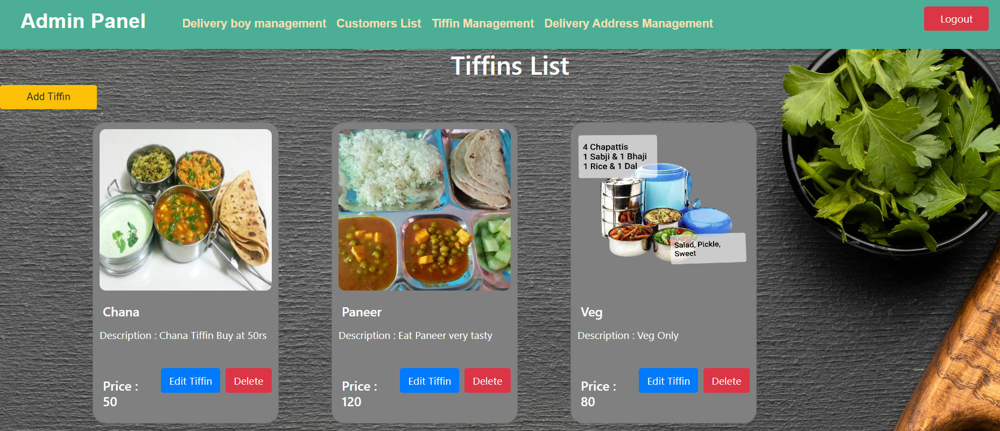 Admin Panel
Delivery boy management
Customers List
Tiffin Management
Delivery Address Management
Logout
Tiffins List
Add Tiffin
4 Chapattis
1 Sabji & 1 Bhaji
1 Rice & 1 Dal
Salad, Pickle,
Sweet
Chana
Description : Chana Tiffin Buy at 50rs
Price :
50
Edit Tiffin
Delete
Paneer
Description : Eat Paneer very tasty
Price :
120
Edit Tiffin
Delete
Veg
Description : Veg Only
Price :
80
Edit Tiffin
Delete